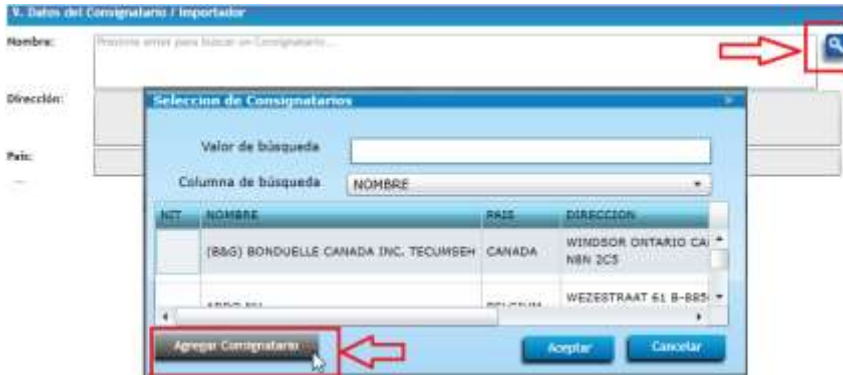 V. Datos del Consignatario / Importador
Nombre:
Presione enter para buscar un Consignatario...
Dirección:
País:
Seleccion de Consignatarios
Valor de búsqueda
Columna de búsqueda NOMBRE
NIT NOMBRE PAIS DIRECCION
(B&G) BONDUELLE CANADA INC. TECUMSEH CANADA WINDSOR ONTARIO CA
N8N 2C5
BELGIUM WEZESTRAAT 61 B-885
Agregar Consignatario Aceptar Cancelar